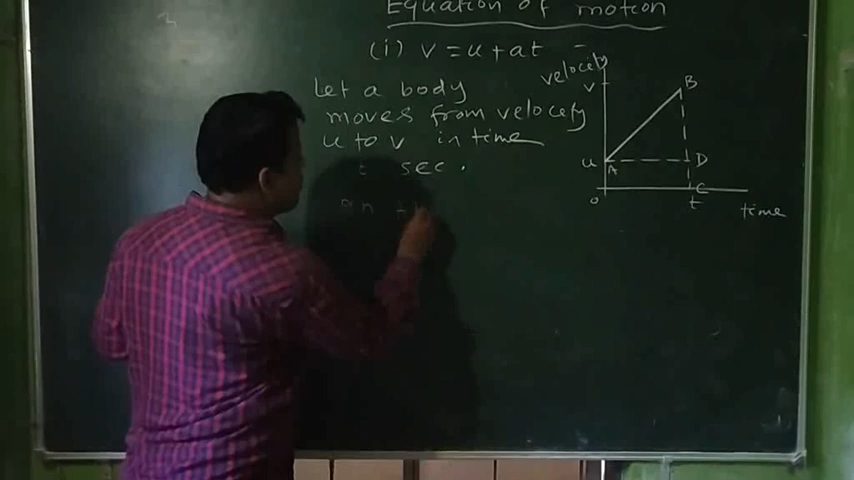 Equation of motion
(i) v = u + at
Let a body
moves from velocity
u to v in time
t sec.
velocity
v
B
u
A
D
C
o
t
time